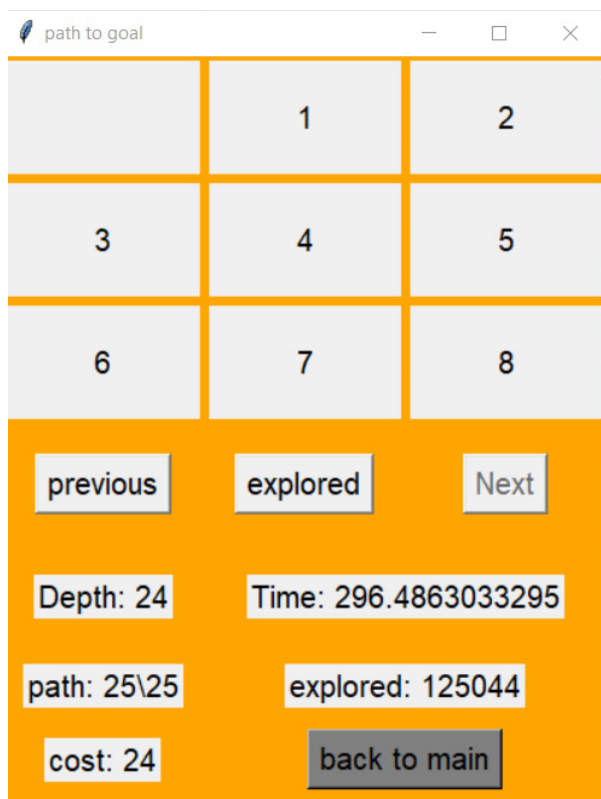 path to goal
1 2
3 4 5
6 7 8
previous explored Next
Depth: 24 Time: 296.4863033295
path: 25\25 explored: 125044
cost: 24 back to main